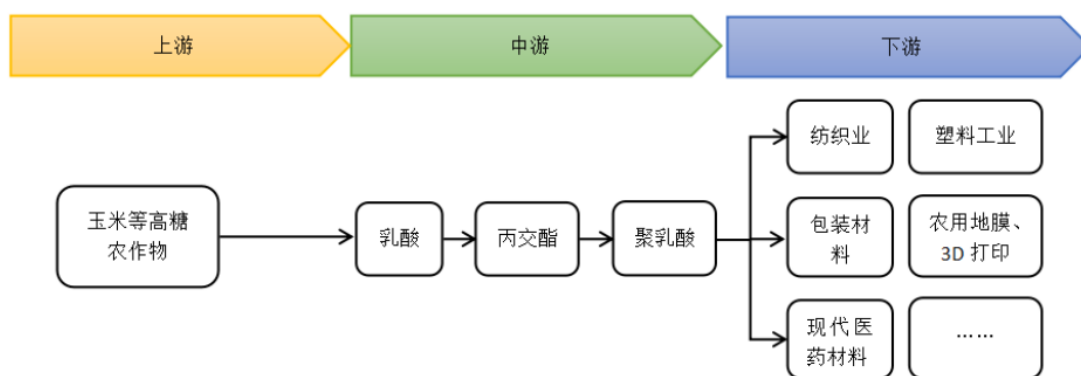 上游
中游
下游
纺织业
塑料工业
玉米等高糖
农作物
乳酸
丙交酯
聚乳酸
包装材
料
农用地膜、
3D 打印
现代医
药材料
……